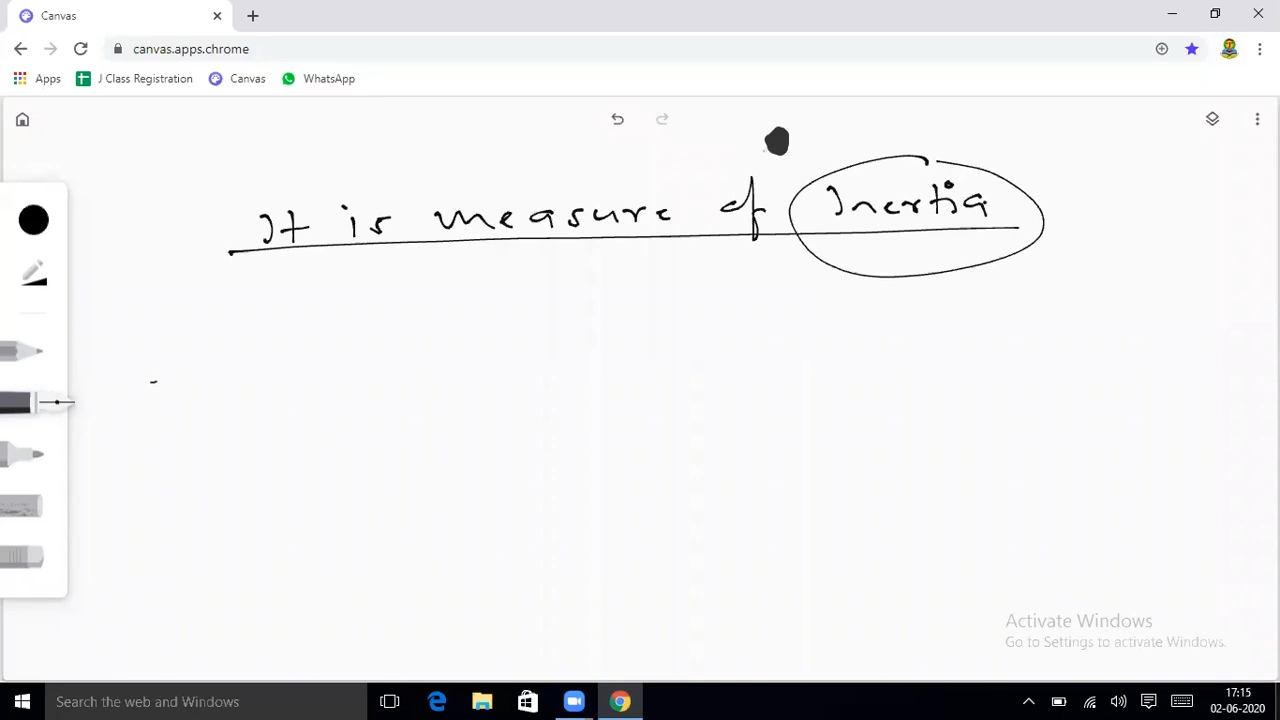 Canvas
canvas.apps.chrome
Apps J Class Registration Canvas WhatsApp
It is measure of Inertia
Activate Windows
Go to Settings to activate Windows.
Search the web and Windows
17:15
02-06-2020